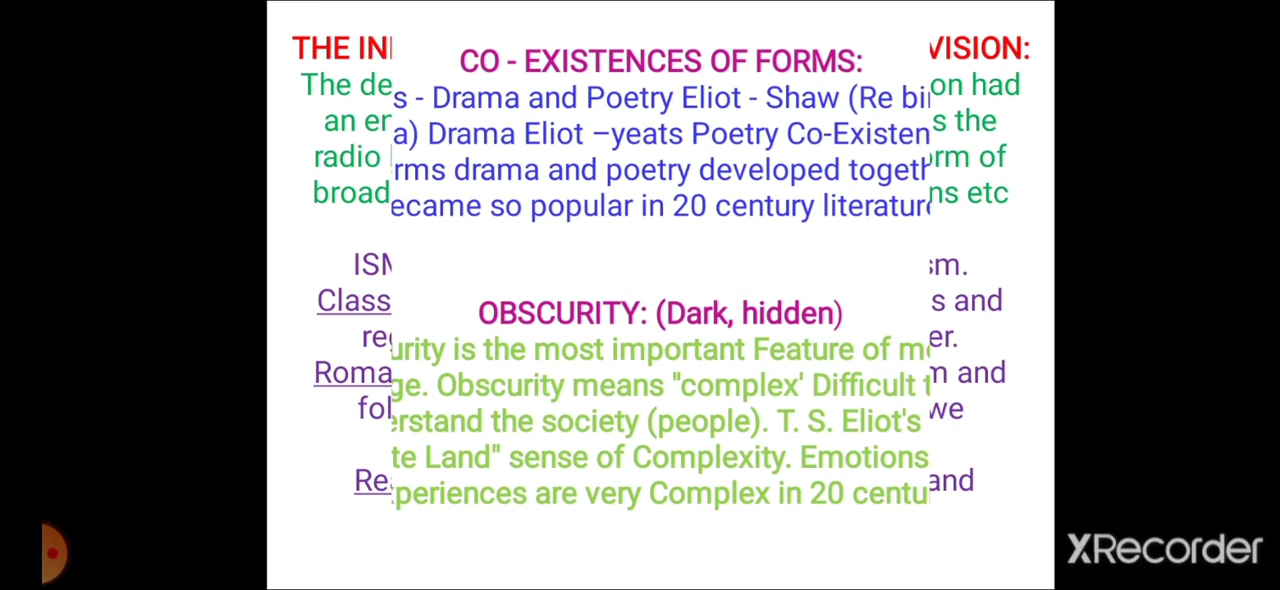 THE IN
VISION:
The de
on had
an en
s the
radio
orm of
broad
ns etc
ISM
sm.
Class
s and
re
er.
Roma
m and
fol
we
Re
and
CO - EXISTENCES OF FORMS:
s - Drama and Poetry Eliot - Shaw (Re bi
a) Drama Eliot –yeats Poetry Co-Existen
rms drama and poetry developed togeth
ecame so popular in 20 century literature
OBSCURITY: (Dark, hidden)
urity is the most important Feature of m
ge. Obscurity means "complex' Difficult t
erstand the society (people). T. S. Eliot's
te Land" sense of Complexity. Emotions
periences are very Complex in 20 centu
XRecorder